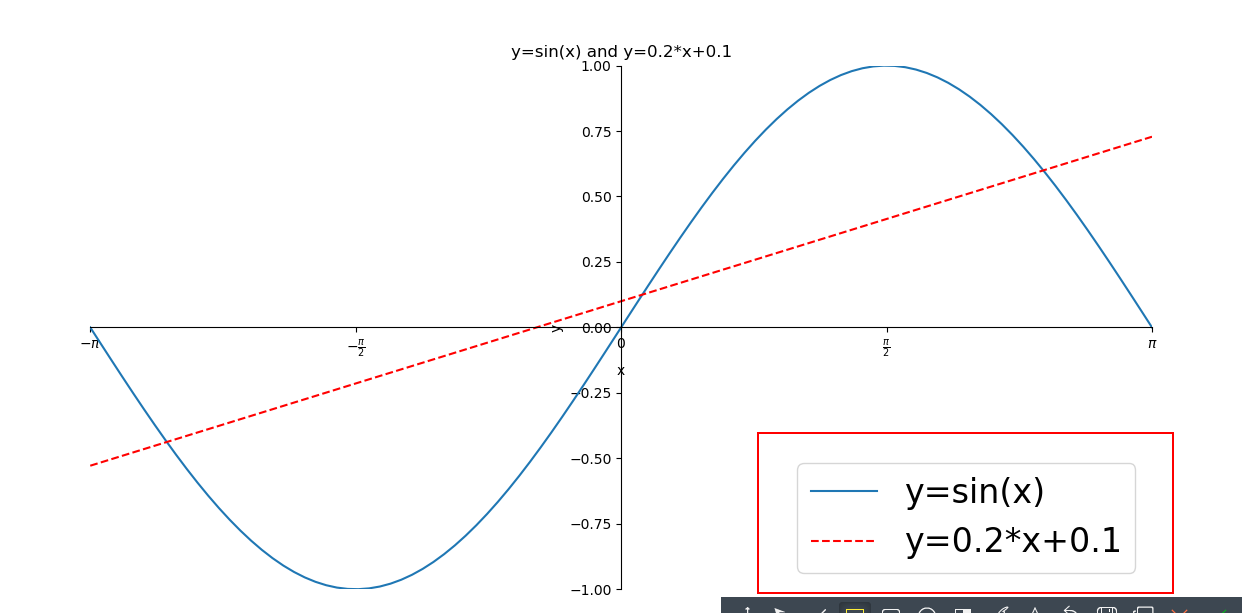 y=sin(x) and y=0.2*x+0.1
1.00
0.75
0.50
0.25
y
0.00
−π
−π/2
0
π/2
π
x
−0.25
−0.50
−0.75
−1.00
y=sin(x)
y=0.2*x+0.1